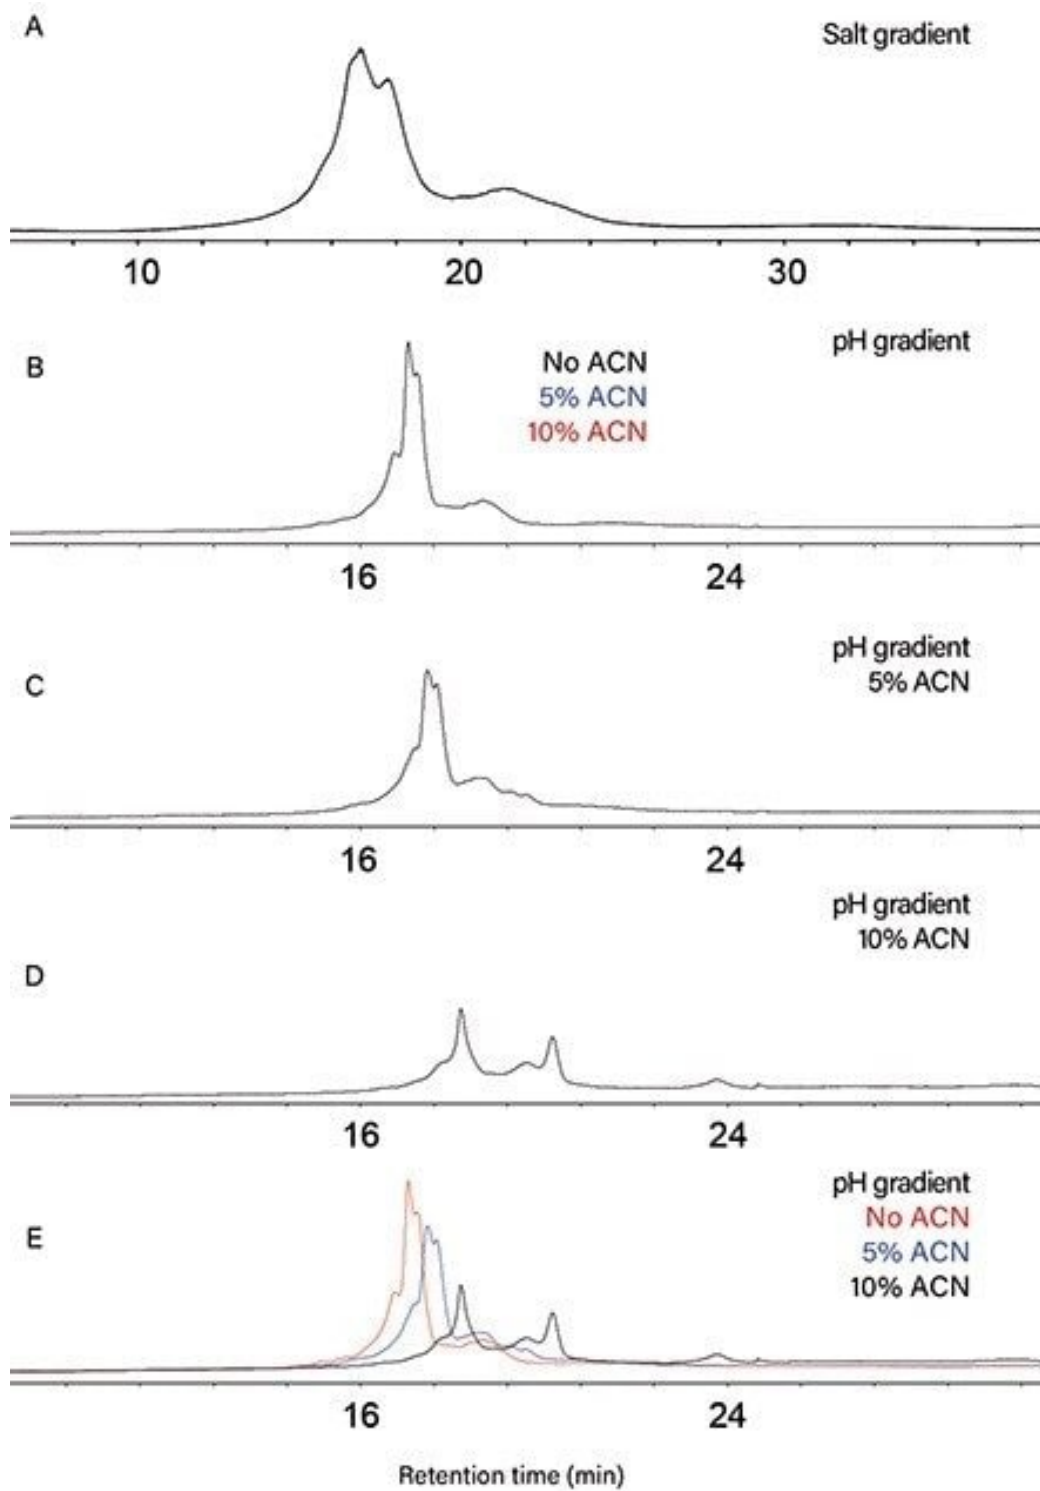 A
Salt gradient
10 20 30
B
pH gradient
No ACN
5% ACN
10% ACN
16 24
pH gradient
5% ACN
C
16 24
pH gradient
10% ACN
D
16 24
pH gradient
No ACN
5% ACN
10% ACN
E
16 24
Retention time (min)